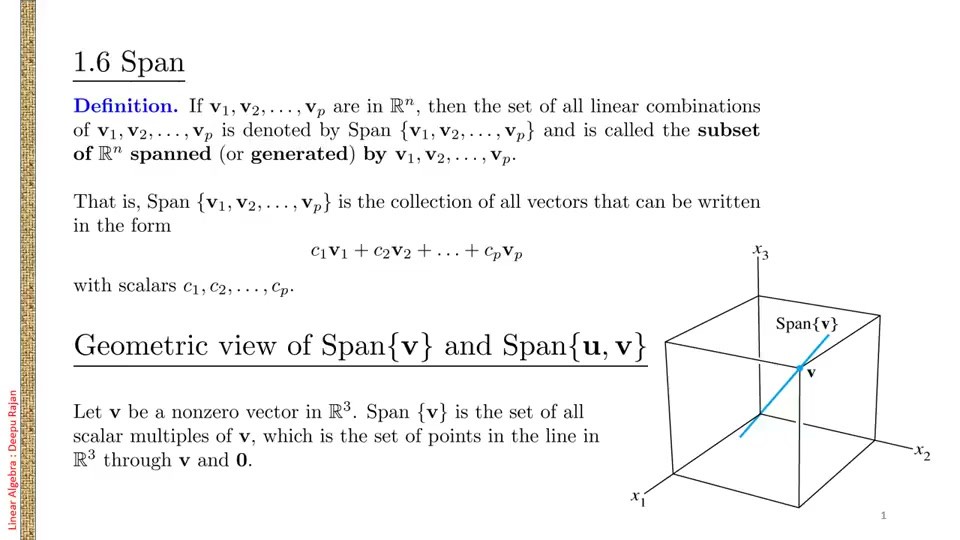 1.6 Span
Definition. If v₁, v₂, . . . , vₚ are in ℝⁿ, then the set of all linear combinations
of v₁, v₂, . . . , vₚ is denoted by Span {v₁, v₂, . . . , vₚ} and is called the subset
of ℝⁿ spanned (or generated) by v₁, v₂, . . . , vₚ.
That is, Span {v₁, v₂, . . . , vₚ} is the collection of all vectors that can be written
in the form
c₁v₁ + c₂v₂ + . . . + cₚvₚ
with scalars c₁, c₂, . . . , cₚ.
Geometric view of Span{v} and Span{u, v}
Let v be a nonzero vector in ℝ³. Span {v} is the set of all
scalar multiples of v, which is the set of points in the line in
ℝ³ through v and 0.
x₃
Span{v}
v
x₂
x₁
1
Linear Algebra : Deepu Rajan